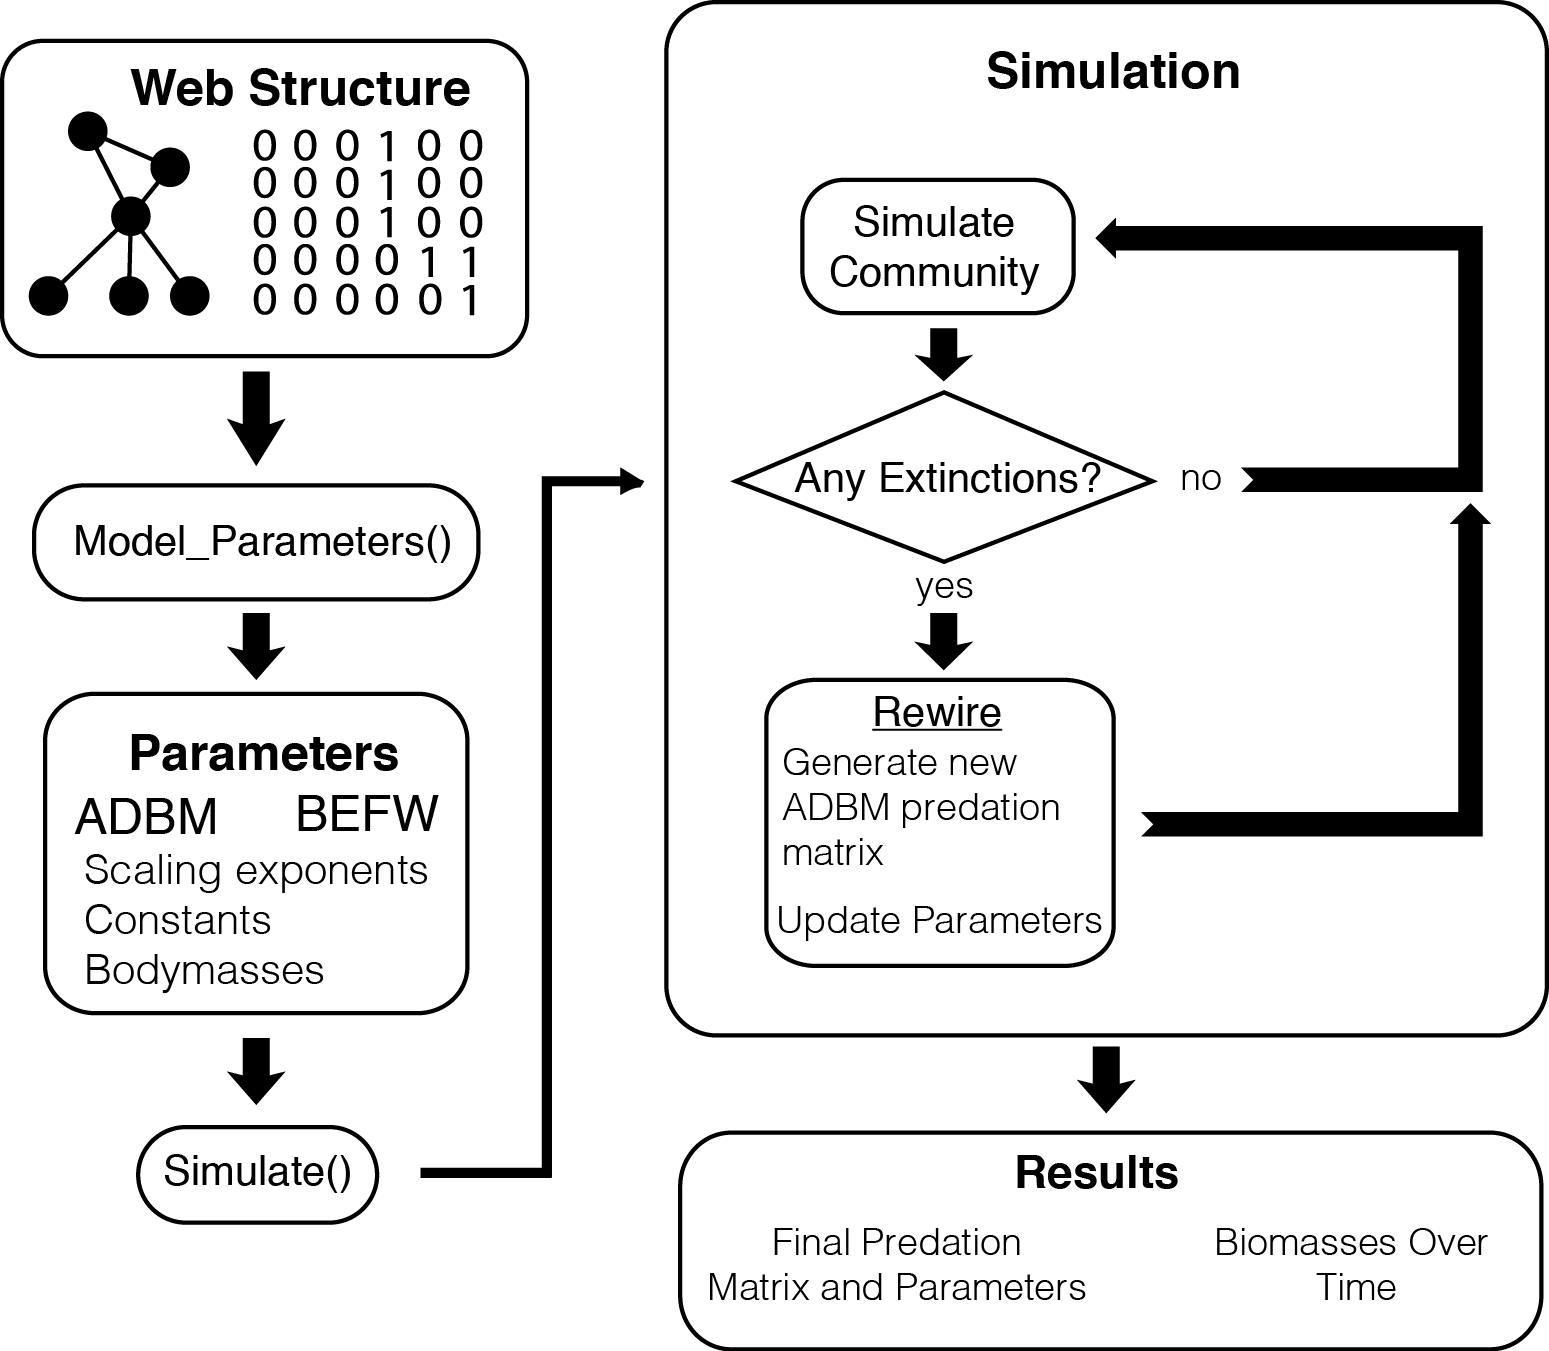 Web Structure
0 0 0 1 0 0
0 0 0 1 0 0
0 0 0 1 0 0
0 0 0 0 1 1
0 0 0 0 0 1
Model_Parameters()
Parameters
ADBM BEFW
Scaling exponents
Constants
Bodymasses
Simulate()
Simulation
Simulate
Community
Any Extinctions?
no
yes
Rewire
Generate new
ADBM predation
matrix
Update Parameters
Results
Final Predation
Matrix and Parameters
Biomasses Over
Time